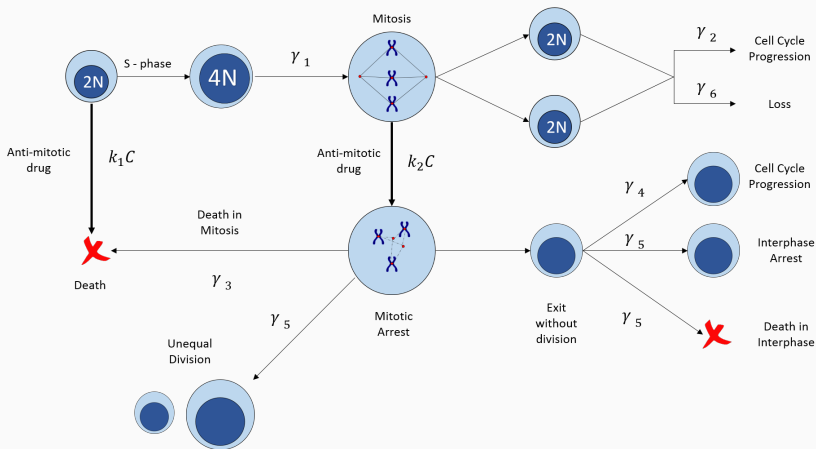 Mitosis
2N
S - phase
4N
γ 1
2N
2N
γ 2
Cell Cycle
Progression
γ 6
Loss
Anti-mitotic
drug
k₁C
Anti-mitotic
drug
k₂C
Cell Cycle
Progression
γ 4
Death in
Mitosis
γ 5
Interphase
Arrest
Death
γ 3
Mitotic
Arrest
Exit
without
division
γ 5
γ 5
Death in
Interphase
Unequal
Division